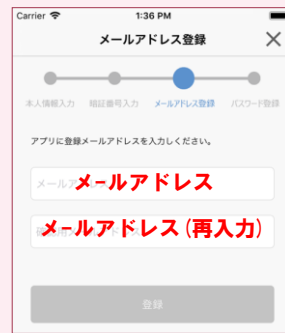 Carrier 1:36 PM
メールアドレス登録
本人情報入力 暗証番号入力 メールアドレス登録 パスワード登録
アプリに登録メールアドレスを入力しください。
メールアドレス
メールアドレス(再入力)
登録